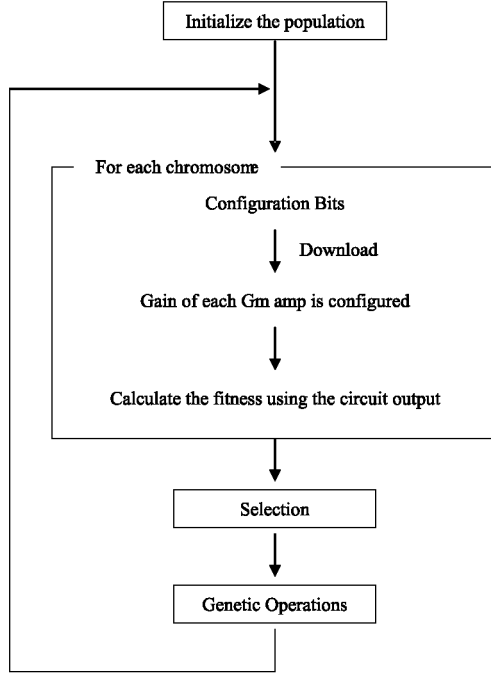 Initialize the population
For each chromosome
Configuration Bits
Download
Gain of each Gm amp is configured
Calculate the fitness using the circuit output
Selection
Genetic Operations